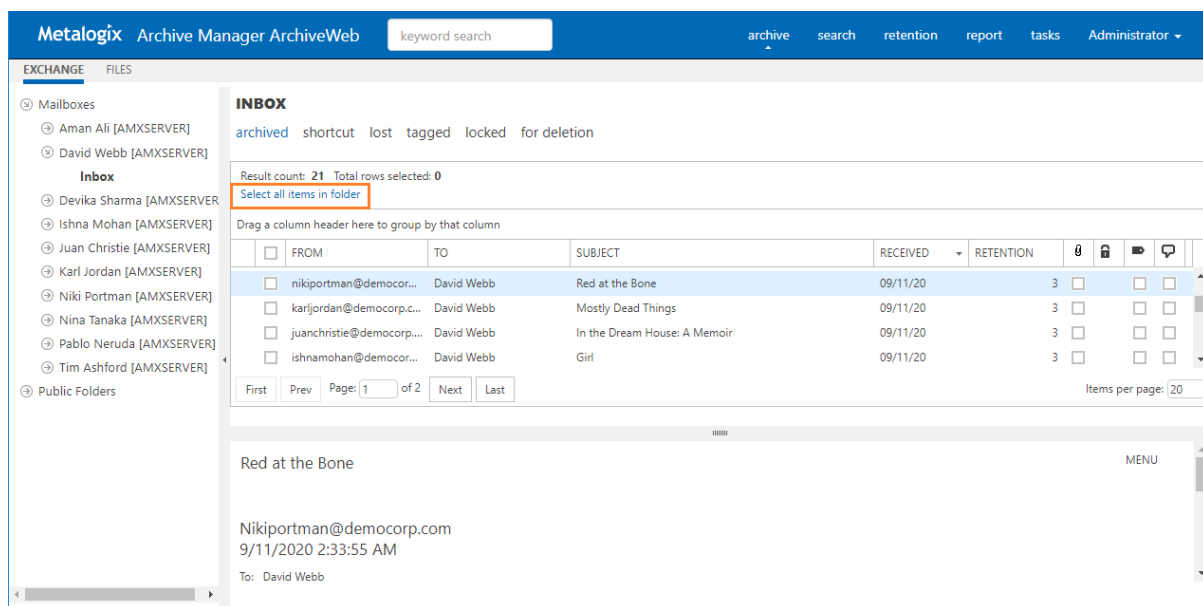 Metalogix Archive Manager ArchiveWeb keyword search archive search retention report tasks Administrator
EXCHANGE FILES
Mailboxes
Aman Ali [AMXSERVER]
David Webb [AMXSERVER]
Inbox
Devika Sharma [AMXSERVER
Ishna Mohan [AMXSERVER]
Juan Christie [AMXSERVER]
Karl Jordan [AMXSERVER]
Niki Portman [AMXSERVER]
Nina Tanaka [AMXSERVER]
Pablo Neruda [AMXSERVER]
Tim Ashford [AMXSERVER]
Public Folders
INBOX
archived shortcut lost tagged locked for deletion
Result count: 21 Total rows selected: 0
Select all items in folder
Drag a column header here to group by that column
FROM TO SUBJECT RECEIVED RETENTION
nikiportman@democor... David Webb Red at the Bone 09/11/20 3
karljordan@democorp.c... David Webb Mostly Dead Things 09/11/20 3
juanchristie@democorp.... David Webb In the Dream House: A Memoir 09/11/20 3
ishnamohan@democor... David Webb Girl 09/11/20 3
First Prev Page: 1 of 2 Next Last Items per page: 20
Red at the Bone MENU
Nikiportman@democorp.com
9/11/2020 2:33:55 AM
To: David Webb